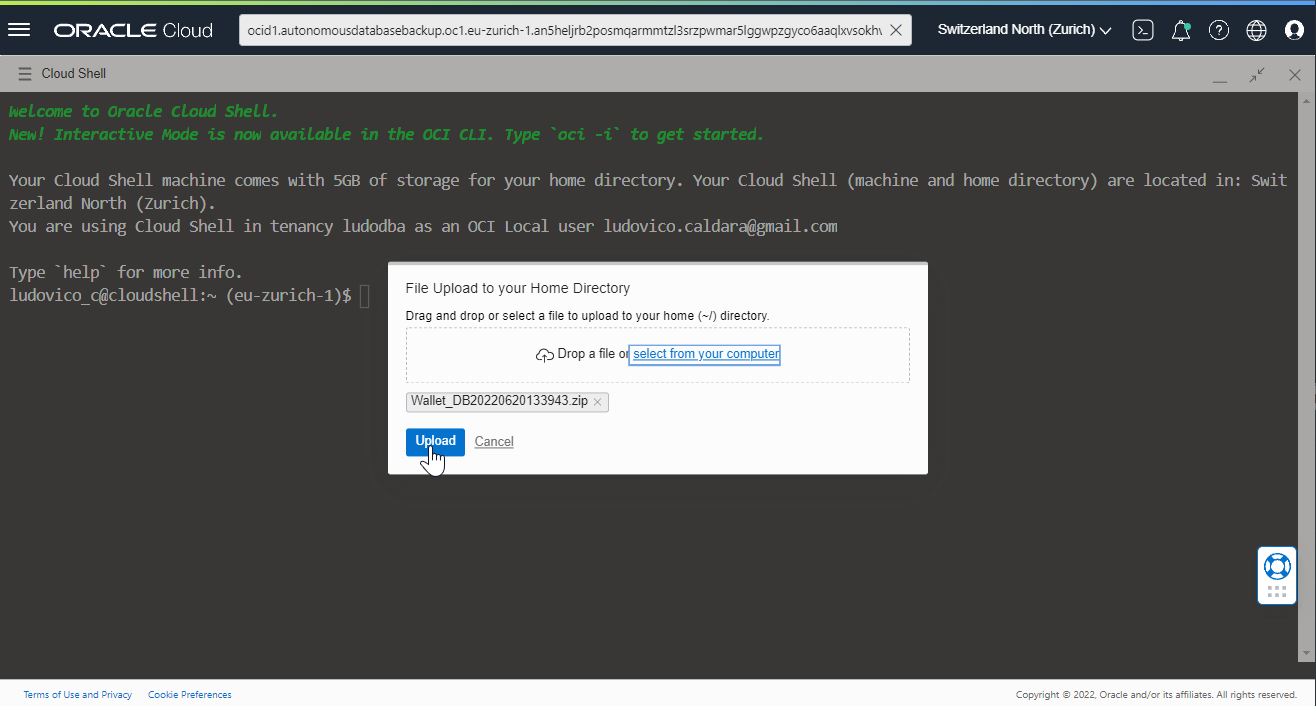 ORACLE Cloud
ocid1.autonomousdatabasebackup.oc1.eu-zurich-1.an5heljrb2posmqarmmtzl3srzpwmar5lggwpzgyco6aaqlxvsokhv
Switzerland North (Zurich)
Cloud Shell
Welcome to Oracle Cloud Shell.
New! Interactive Mode is now available in the OCI CLI. Type `oci -i` to get started.
Your Cloud Shell machine comes with 5GB of storage for your home directory. Your Cloud Shell (machine and home directory) are located in: Swit
zerland North (Zurich).
You are using Cloud Shell in tenancy ludodba as an OCI Local user ludovico.caldara@gmail.com
Type `help` for more info.
ludovico_c@cloudshell:~ (eu-zurich-1)$
File Upload to your Home Directory
Drag and drop or select a file to upload to your home (~/) directory.
Drop a file or select from your computer
Wallet_DB20220620133943.zip
Upload Cancel
Terms of Use and Privacy Cookie Preferences
Copyright © 2022, Oracle and/or its affiliates. All rights reserved.